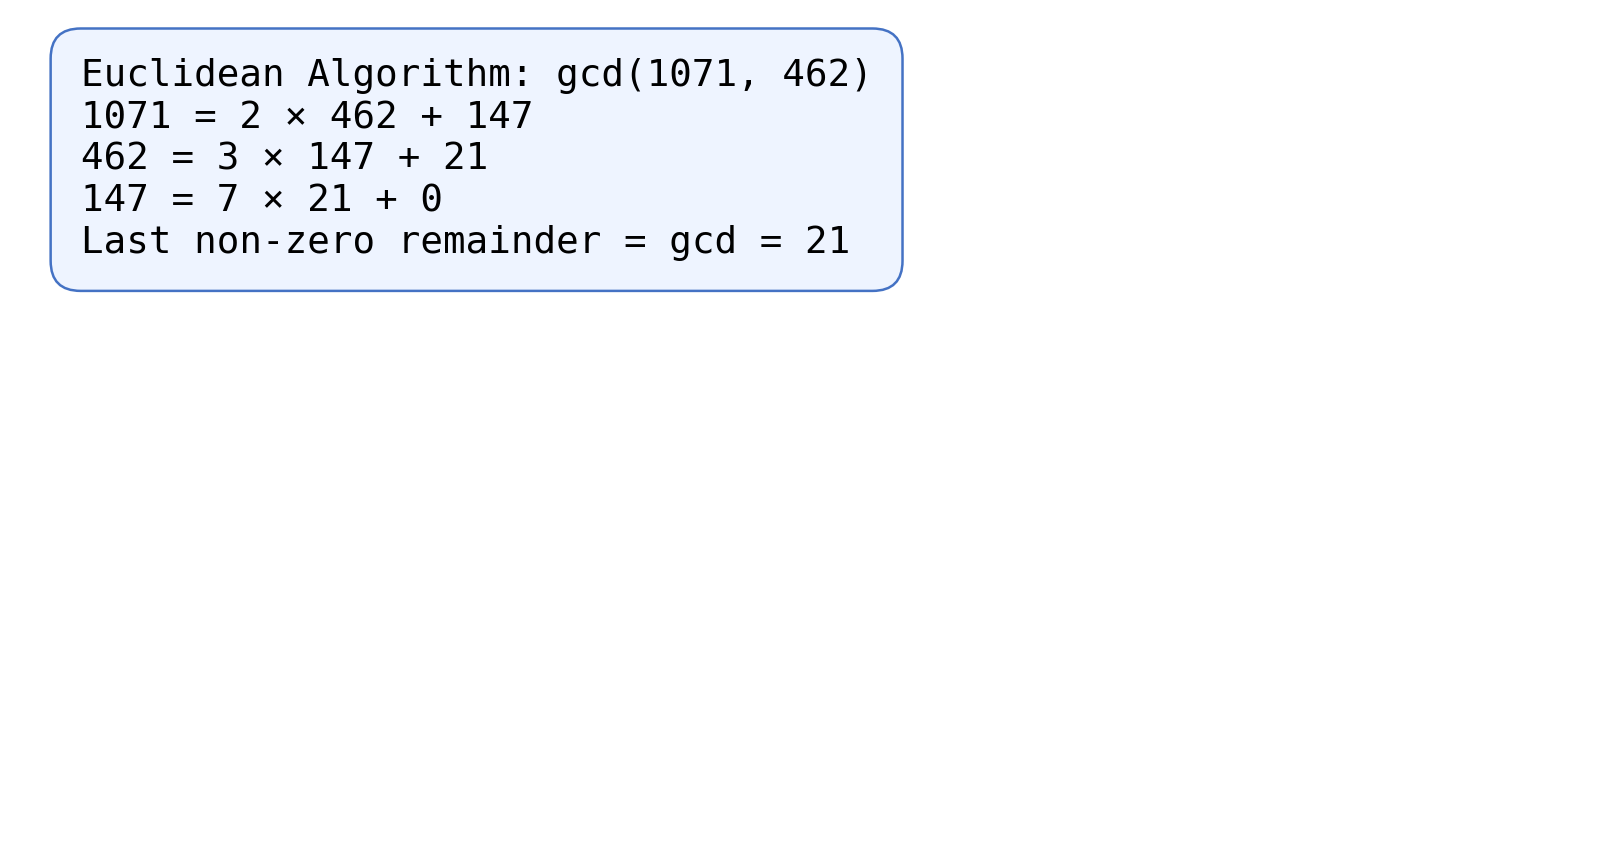 Euclidean Algorithm: gcd(1071, 462)
1071 = 2 × 462 + 147
462 = 3 × 147 + 21
147 = 7 × 21 + 0
Last non-zero remainder = gcd = 21